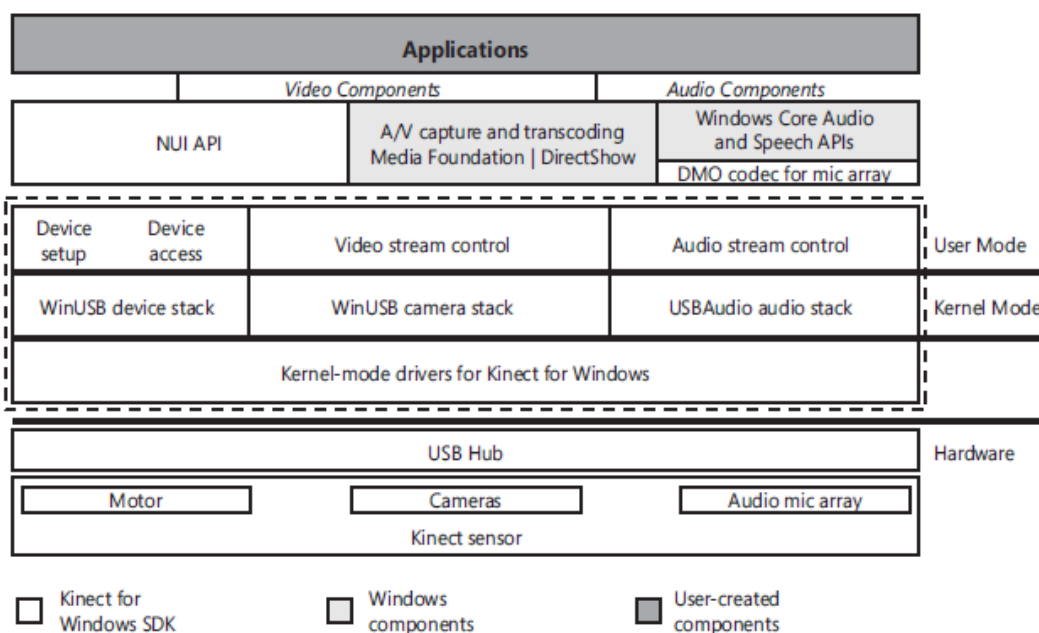 Applications
Video Components
Audio Components
NUI API
A/V capture and transcoding
Media Foundation | DirectShow
Windows Core Audio
and Speech APIs
DMO codec for mic array
Device
setup
Device
access
Video stream control
Audio stream control
User Mode
WinUSB device stack
WinUSB camera stack
USBAudio audio stack
Kernel Mode
Kernel-mode drivers for Kinect for Windows
USB Hub
Hardware
Motor
Cameras
Audio mic array
Kinect sensor
Kinect for
Windows SDK
Windows
components
User-created
components